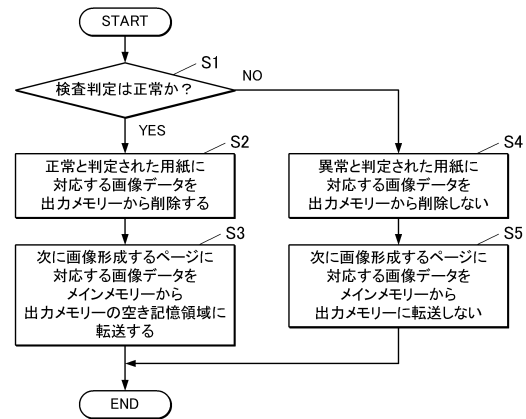 START
S1
検査判定は正常か？
NO
YES
S2
正常と判定された用紙に
対応する画像データを
出力メモリーから削除する
S3
次に画像形成するページに
対応する画像データを
メインメモリーから
出力メモリーの空き記憶領域に
転送する
S4
異常と判定された用紙に
対応する画像データを
出力メモリーから削除しない
S5
次に画像形成するページに
対応する画像データを
メインメモリーから
出力メモリーに転送しない
END